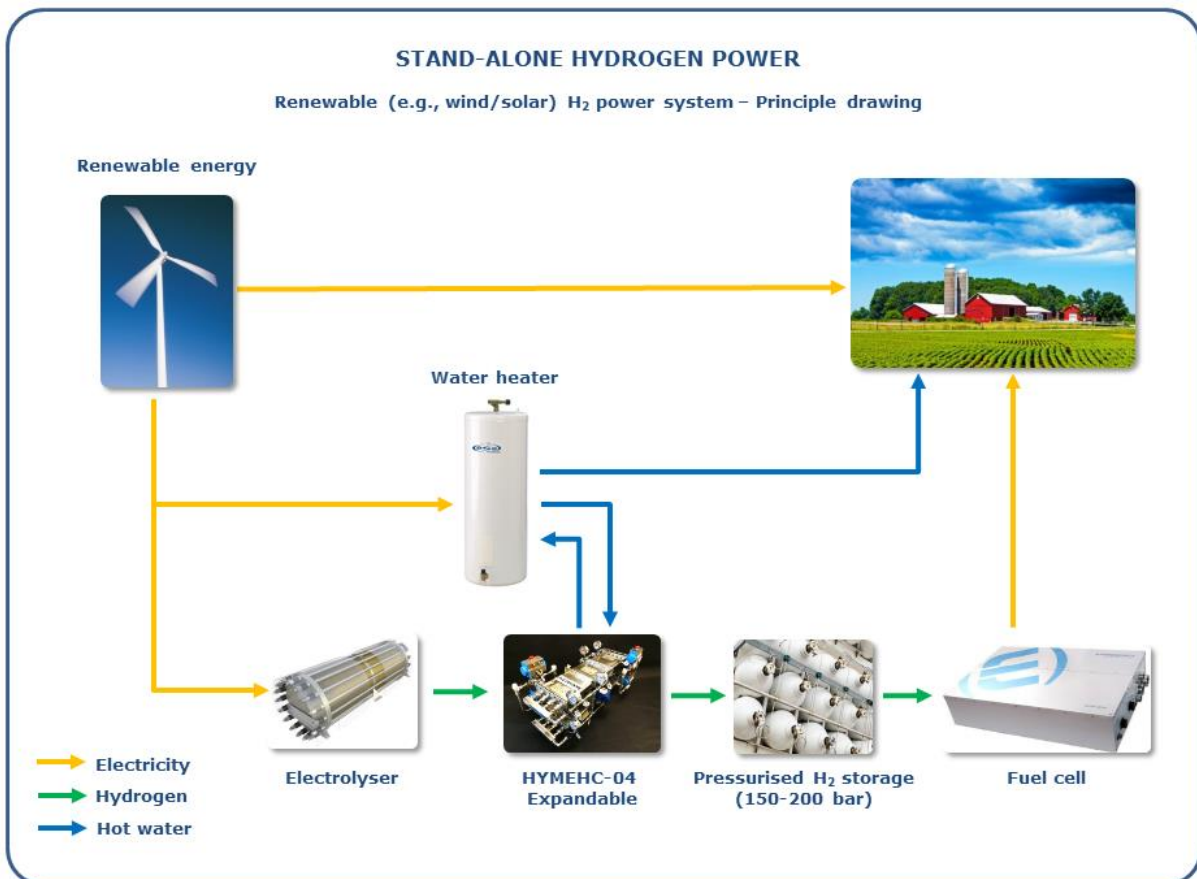 STAND-ALONE HYDROGEN POWER
Renewable (e.g., wind/solar) H₂ power system – Principle drawing
Renewable energy
Water heater
Electrolyser
HYMEHC-04
Expandable
Pressurised H₂ storage
(150-200 bar)
Fuel cell
Electricity
Hydrogen
Hot water